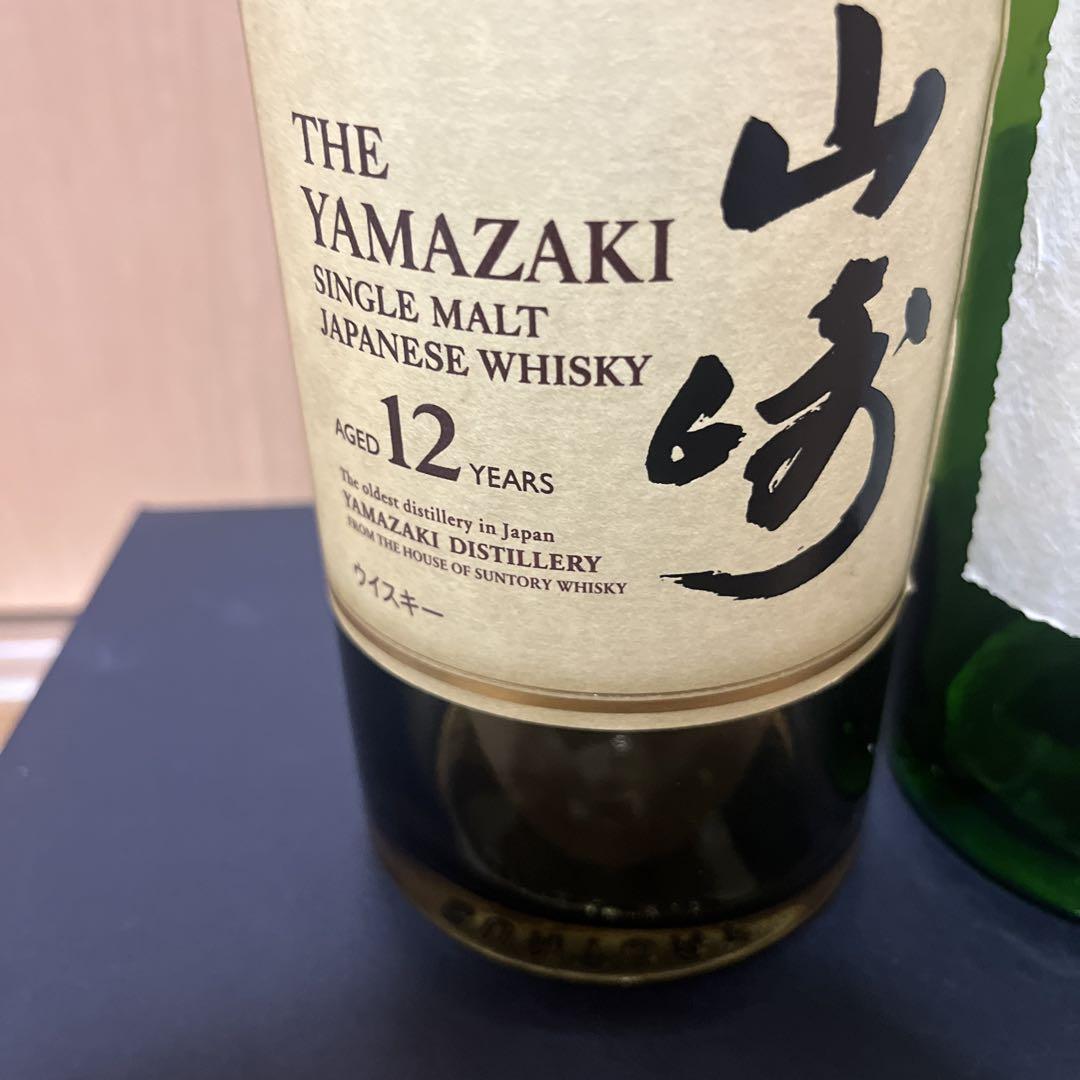 THE
YAMAZAKI
SINGLE MALT
JAPANESE WHISKY
AGED 12 YEARS
The oldest distillery in Japan
YAMAZAKI DISTILLERY
FROM THE HOUSE OF SUNTORY WHISKY
ウイスキー
山崎